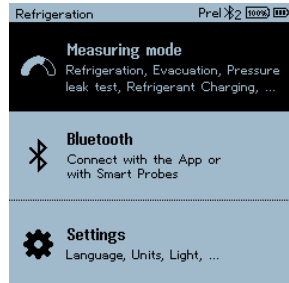 Refrigeration Prel 2 100%
Measuring mode
Refrigeration, Evacuation, Pressure
leak test, Refrigerant Charging, ...
Bluetooth
Connect with the App or
with Smart Probes
Settings
Language, Units, Light, ...